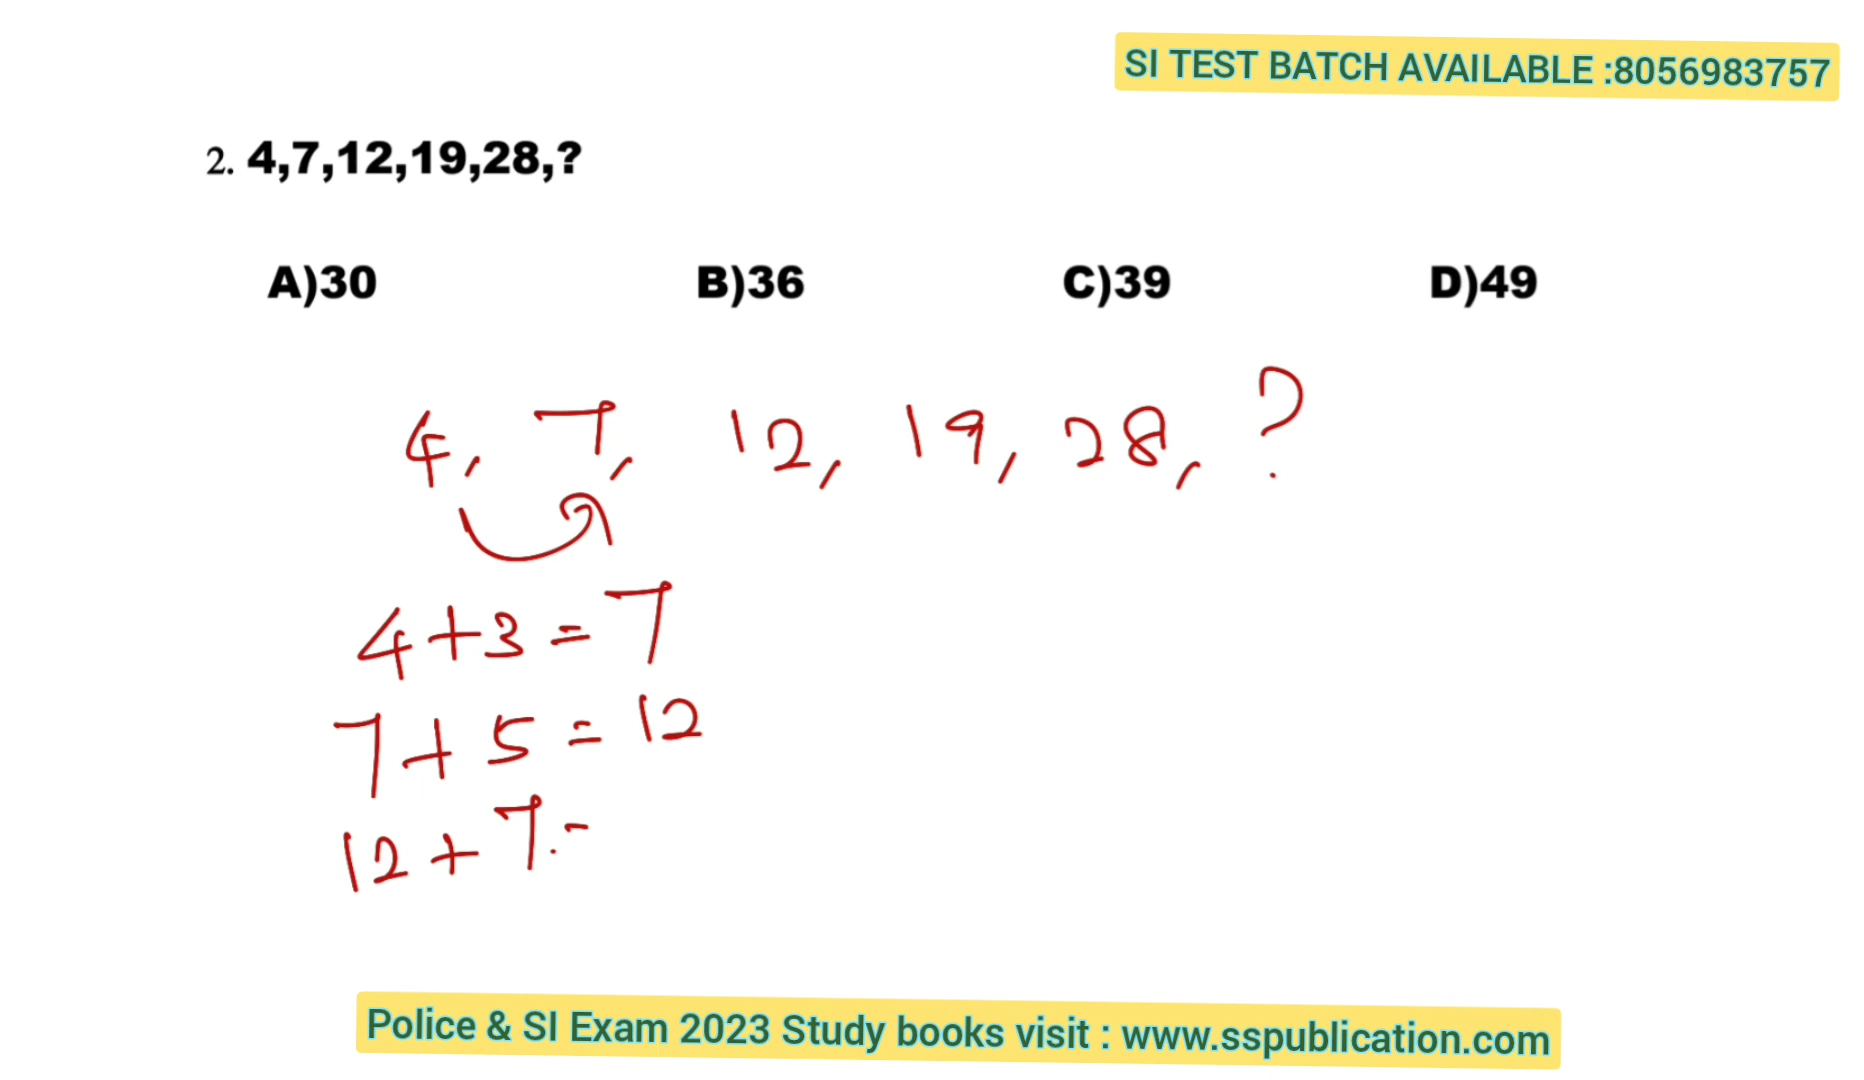 SI TEST BATCH AVAILABLE :8056983757
2. 4,7,12,19,28,?
A)30 B)36 C)39 D)49
4, 7, 12, 19, 28, ?
4+3=7
7+5=12
12+7.-
Police & SI Exam 2023 Study books visit : www.sspublication.com